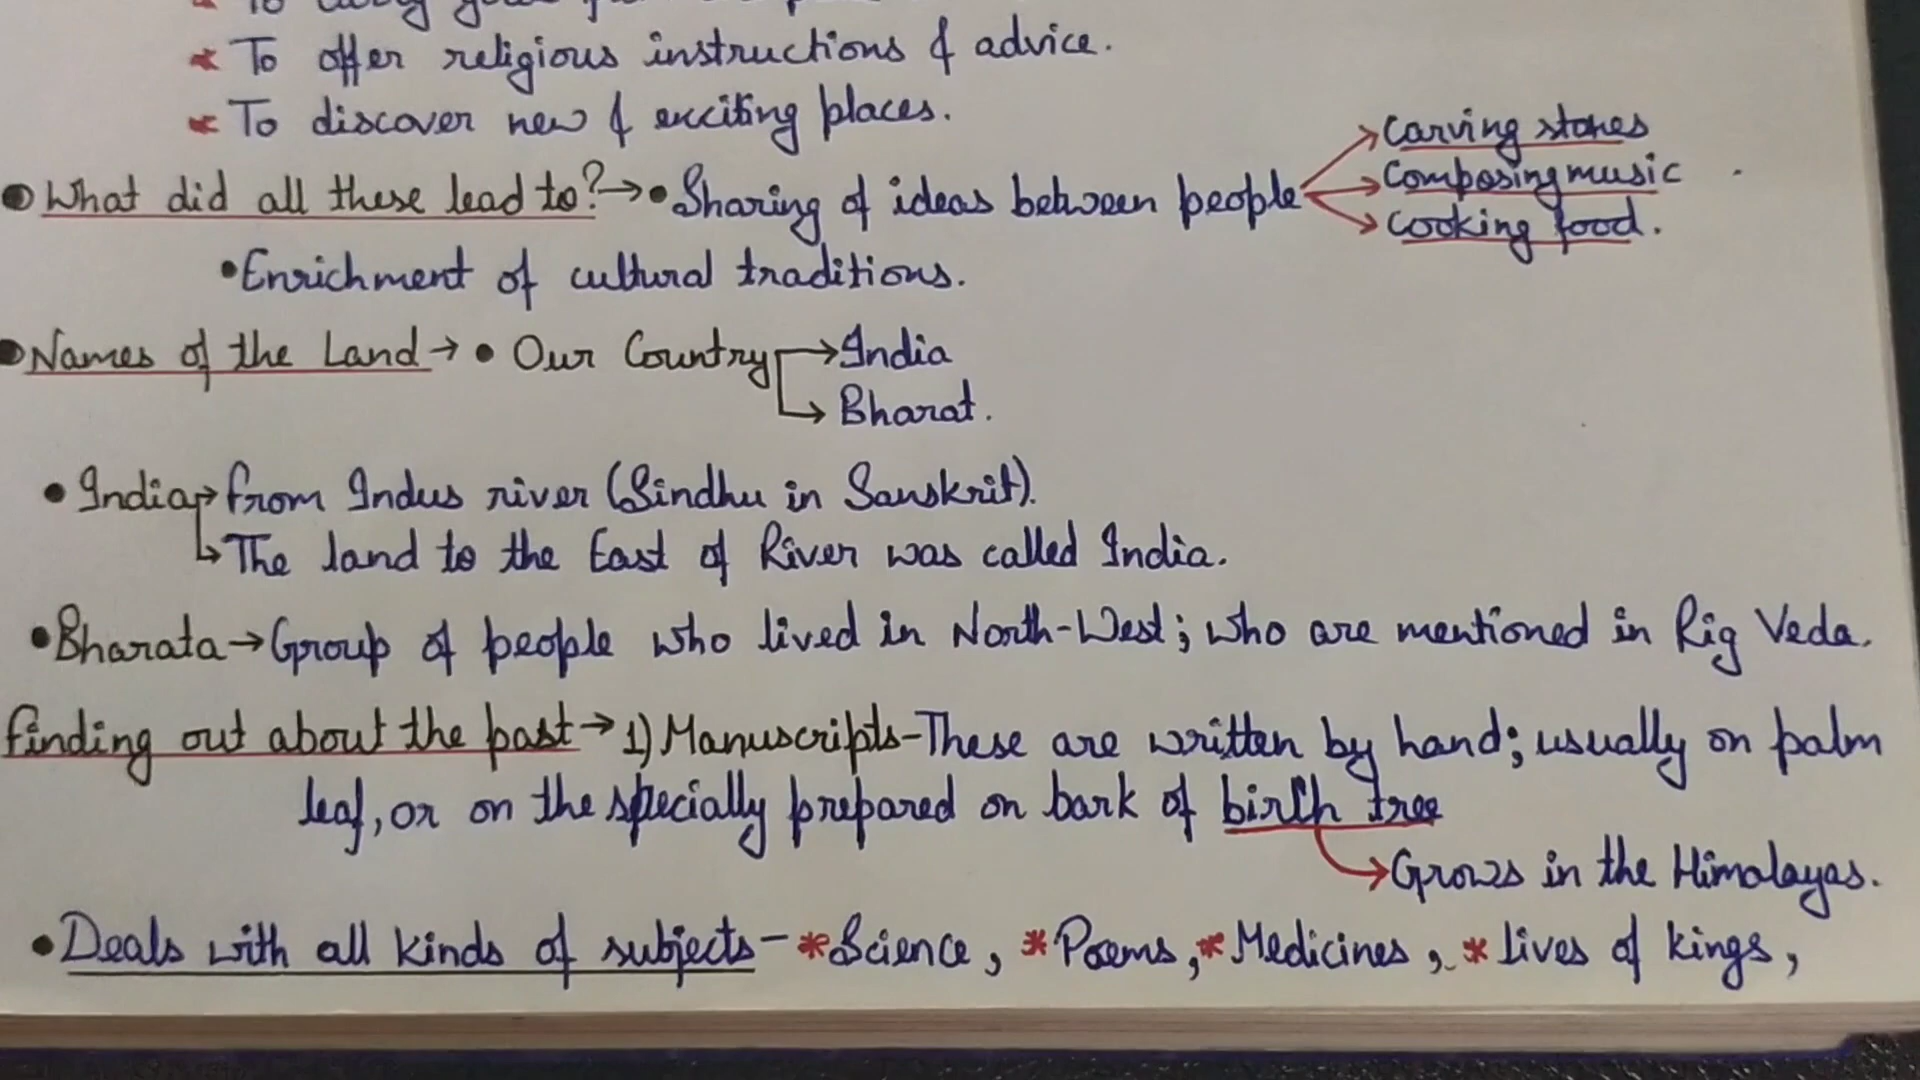 * To offer religious instructions & advice.
* To discover new & exciting places.
• What did all these lead to? → • Sharing of ideas between people → Carving stones
→ Composing music
→ Cooking food.
• Enrichment of cultural traditions.
• Names of the Land → • Our Country → India
→ Bharat.
• India → from Indus river (Sindhu in Sanskrit).
↳ The land to the East of River was called India.
• Bharata → Group of people who lived in North-West; who are mentioned in Rig Veda.
finding out about the past → 1) Manuscripts - These are written by hand; usually on palm
leaf, or on the specially prepared on bark of birth tree
→ Grows in the Himalayas.
• Deals with all kinds of subjects - * Science, * Poems, * Medicines, * lives of kings,